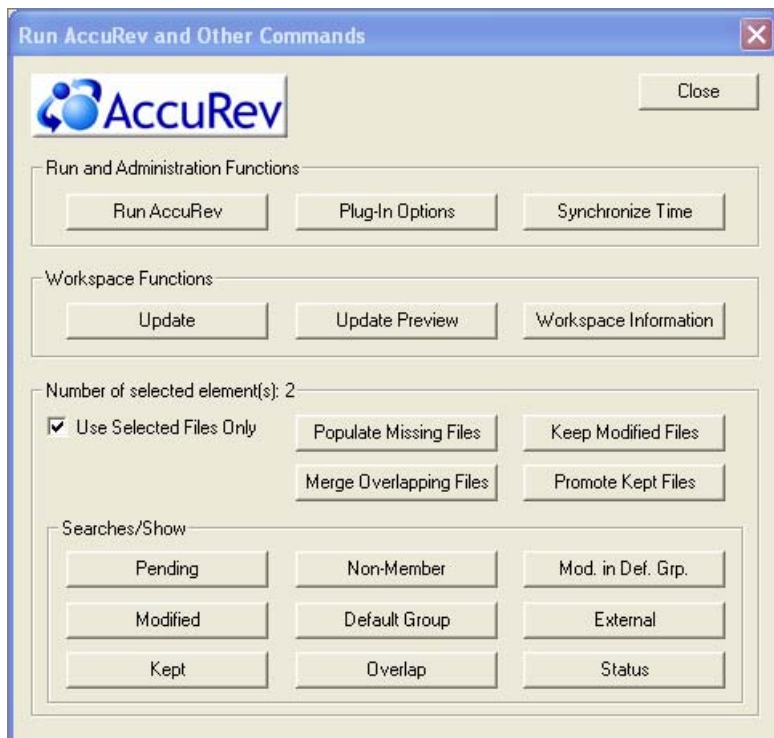 Run AccuRev and Other Commands
AccuRev
Close
Run and Administration Functions
Run AccuRev
Plug-In Options
Synchronize Time
Workspace Functions
Update
Update Preview
Workspace Information
Number of selected element(s): 2
Use Selected Files Only
Populate Missing Files
Keep Modified Files
Merge Overlapping Files
Promote Kept Files
Searches/Show
Pending
Non-Member
Mod. in Def. Grp.
Modified
Default Group
External
Kept
Overlap
Status